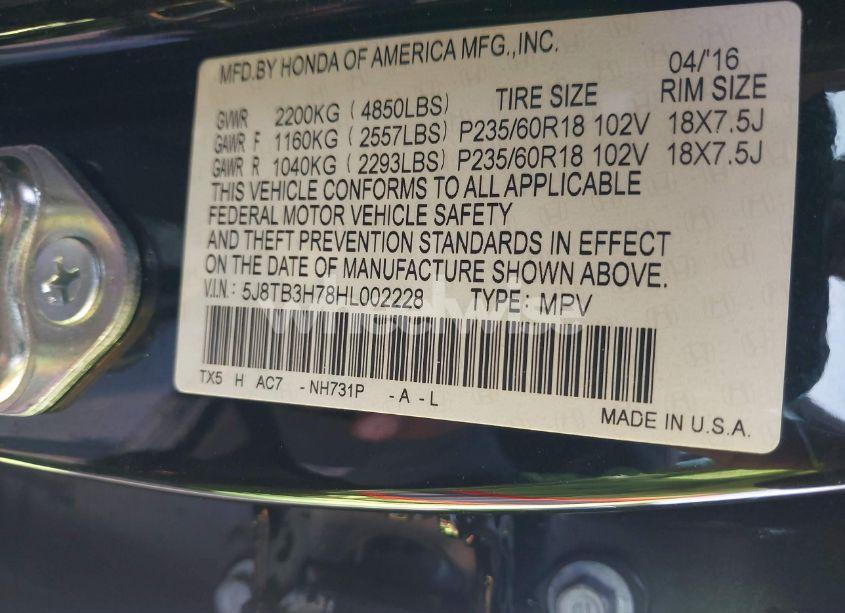 MFD.BY HONDA OF AMERICA MFG.,INC. 04/'16
GVWR 2200KG (4850LBS) TIRE SIZE RIM SIZE
GAWR F 1160KG (2557LBS) P235/60R18 102V 18X7.5J
GAWR R 1040KG (2293LBS) P235/60R18 102V 18X7.5J
THIS VEHICLE CONFORMS TO ALL APPLICABLE
FEDERAL MOTOR VEHICLE SAFETY
AND THEFT PREVENTION STANDARDS IN EFFECT
ON THE DATE OF MANUFACTURE SHOWN ABOVE.
V.I.N.: 5J8TB3H78HL002228 TYPE: MPV
wheelwise
TX5 H AC7 - NH731P - A - L
MADE IN U.S.A.